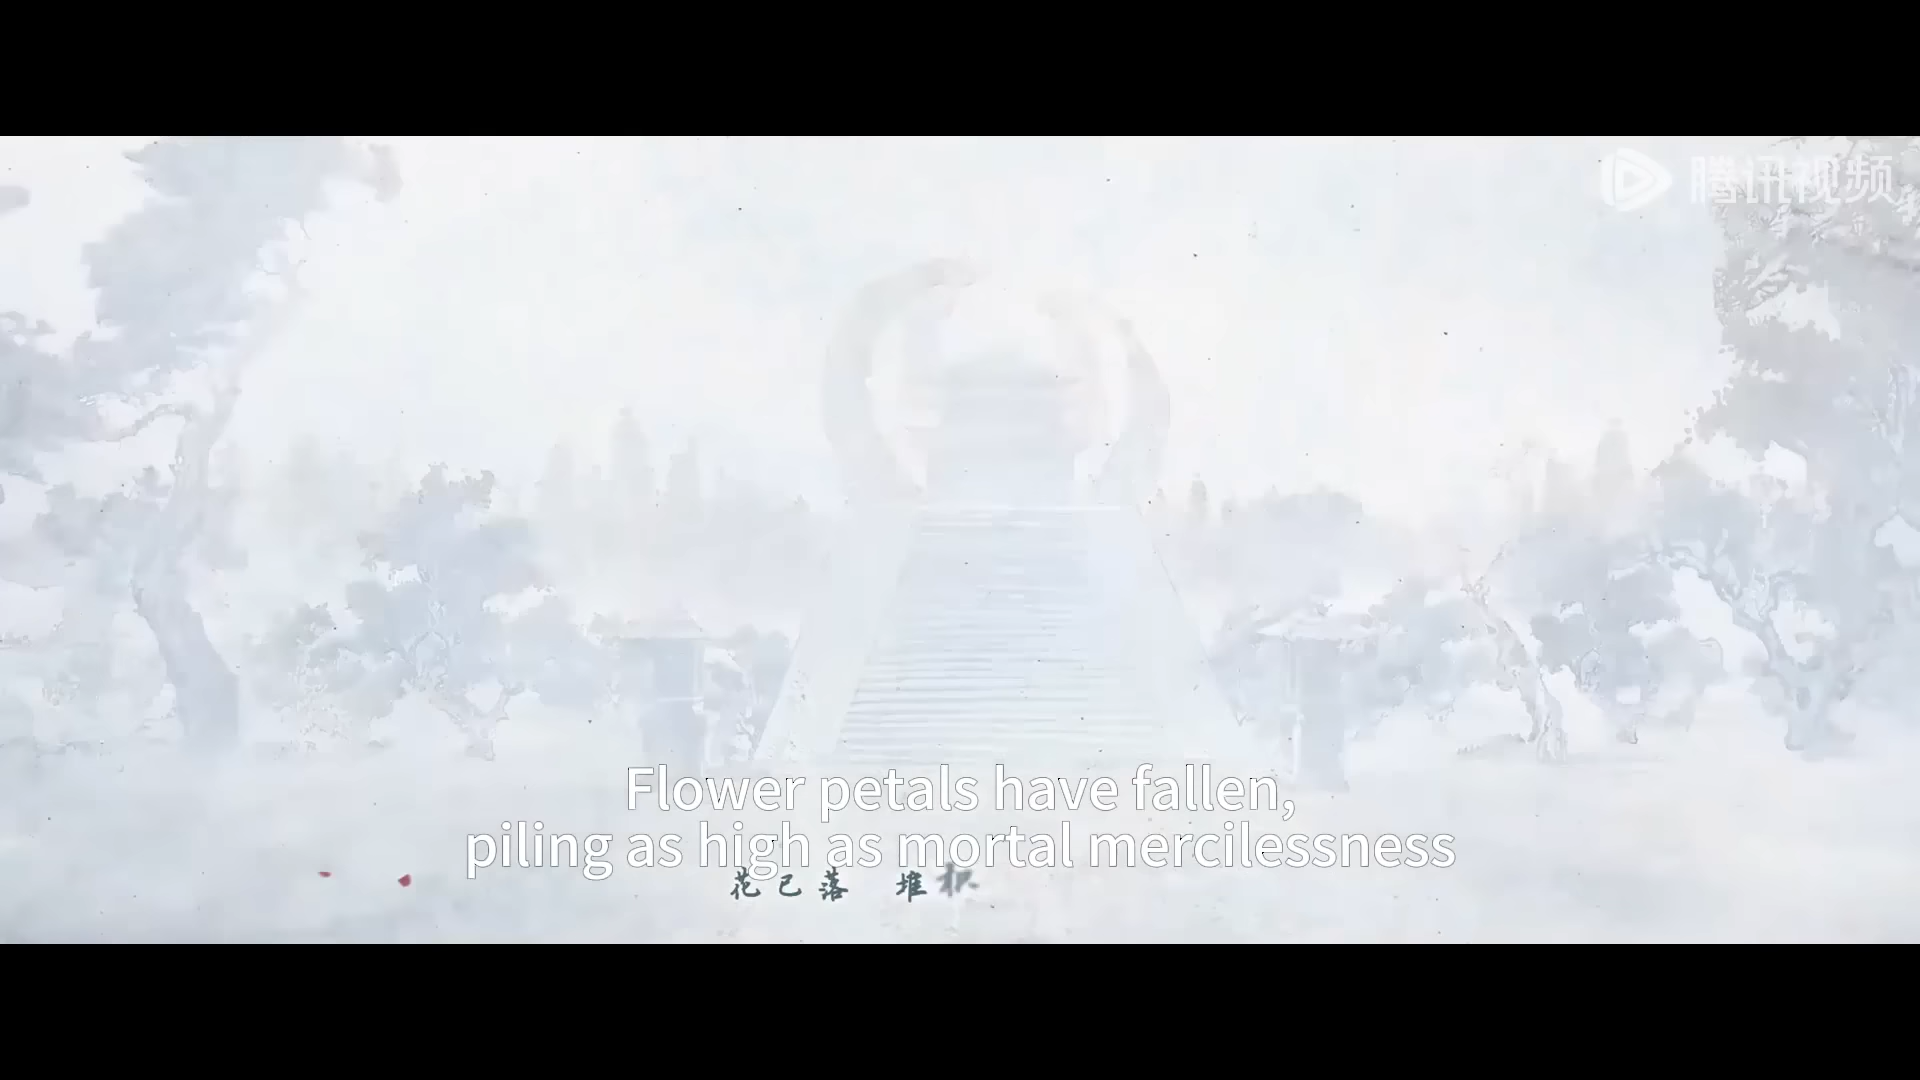 腾讯视频
Flower petals have fallen,
piling as high as mortal mercilessness
花已落 堆积